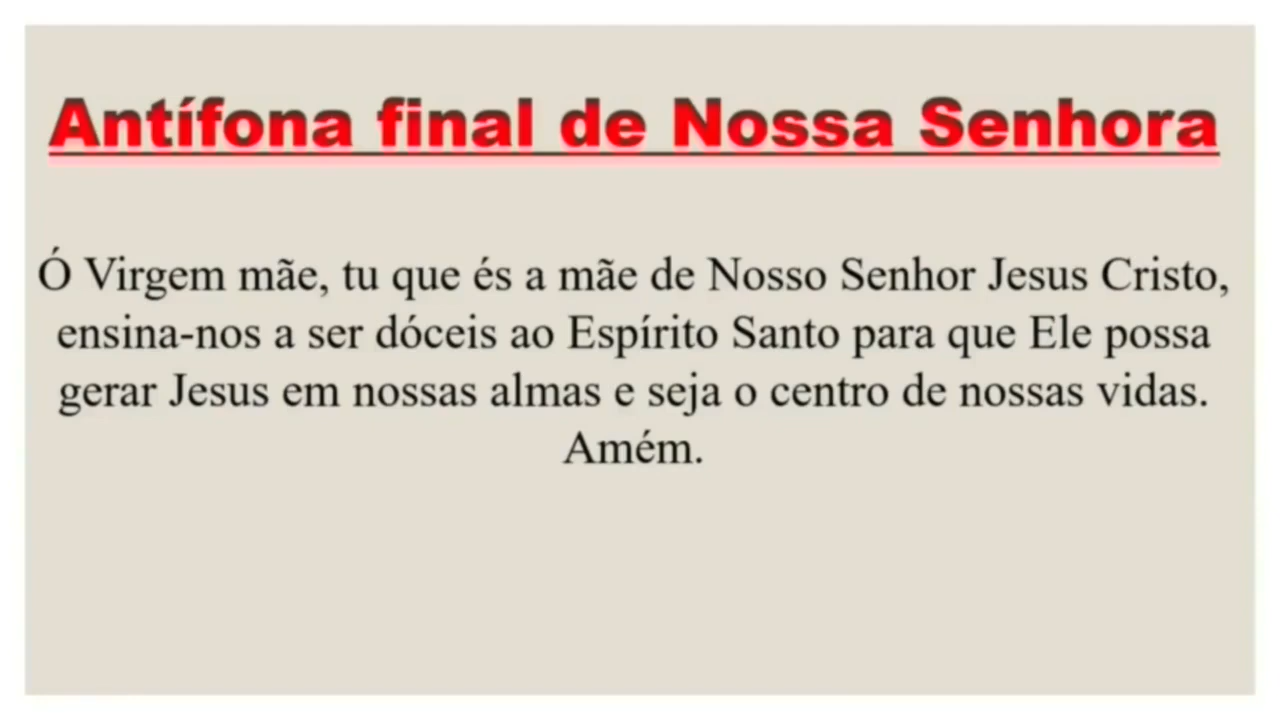 Antífona final de Nossa Senhora
Ó Virgem mãe, tu que és a mãe de Nosso Senhor Jesus Cristo,
ensina-nos a ser dóceis ao Espírito Santo para que Ele possa
gerar Jesus em nossas almas e seja o centro de nossas vidas.
Amém.